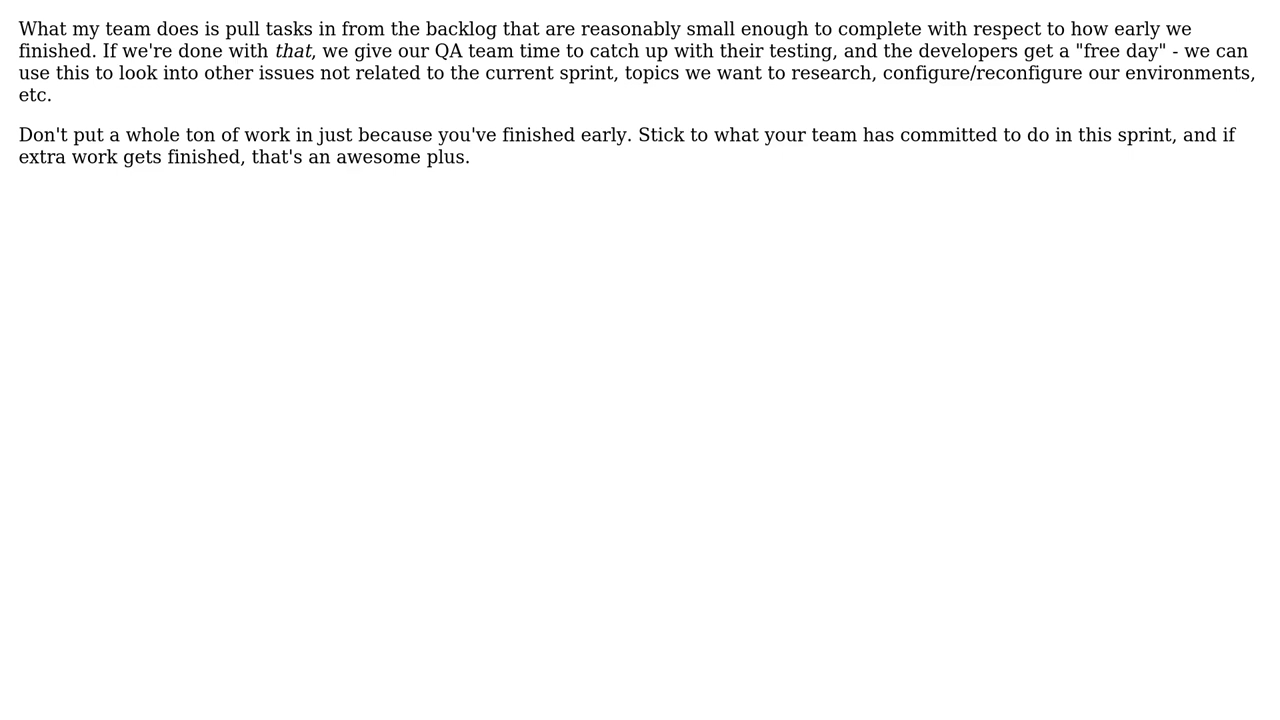 What my team does is pull tasks in from the backlog that are reasonably small enough to complete with respect to how early we
finished. If we're done with that, we give our QA team time to catch up with their testing, and the developers get a "free day" - we can
use this to look into other issues not related to the current sprint, topics we want to research, configure/reconfigure our environments,
etc.
Don't put a whole ton of work in just because you've finished early. Stick to what your team has committed to do in this sprint, and if
extra work gets finished, that's an awesome plus.